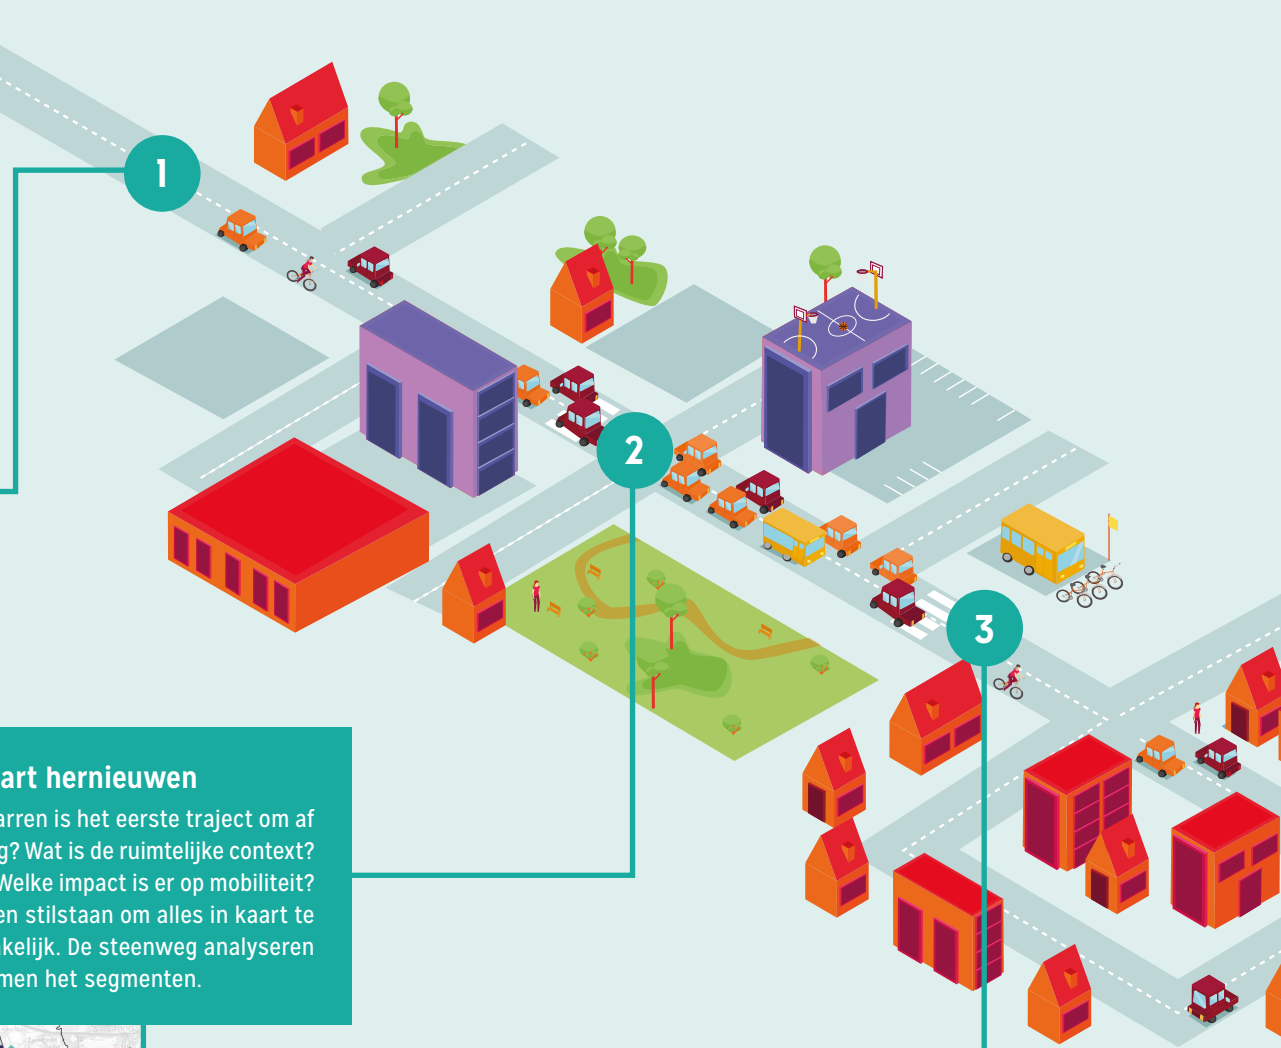 1
2
3
art hernieuwen
arren is het eerste traject om af
g? Wat is de ruimtelijke context?
Welke impact is er op mobiliteit?
en stilstaan om alles in kaart te
kelijk. De steenweg analyseren
men het segmenten.